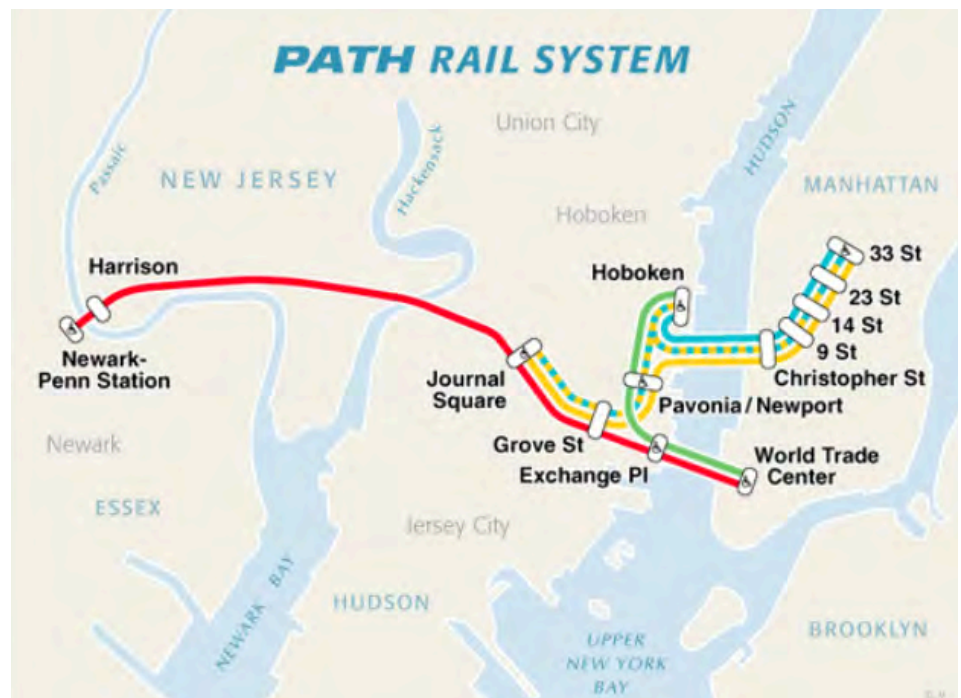 PATH RAIL SYSTEM
Union City
HUDSON
Passaic
Hackensack
NEW JERSEY
MANHATTAN
Hoboken
33 St
Harrison
Hoboken
23 St
14 St
9 St
Newark-
Penn Station
Journal
Square
Christopher St
Pavonia/Newport
Newark
Grove St
Exchange Pl
World Trade
Center
ESSEX
Jersey City
NEWARK BAY
HUDSON
UPPER
NEW YORK
BAY
BROOKLYN